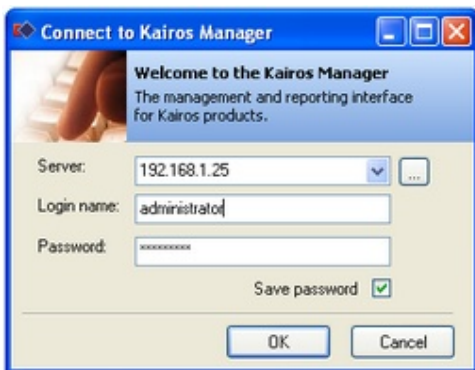 Connect to Kairos Manager
Welcome to the Kairos Manager
The management and reporting interface
for Kairos products.
Server:
192.168.1.25
...
Login name:
administrator
Password:
×××××××××
Save password
OK
Cancel